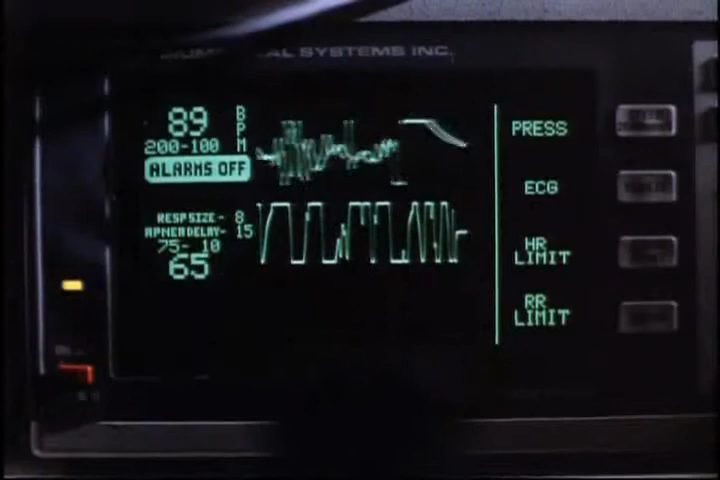 AL SYSTEMS INC.
89 BPM
200-100
ALARMS OFF
RESP SIZE- 8
APNEA DELAY- 15
75- 10
65
PRESS
ECG
HR
LIMIT
RR
LIMIT